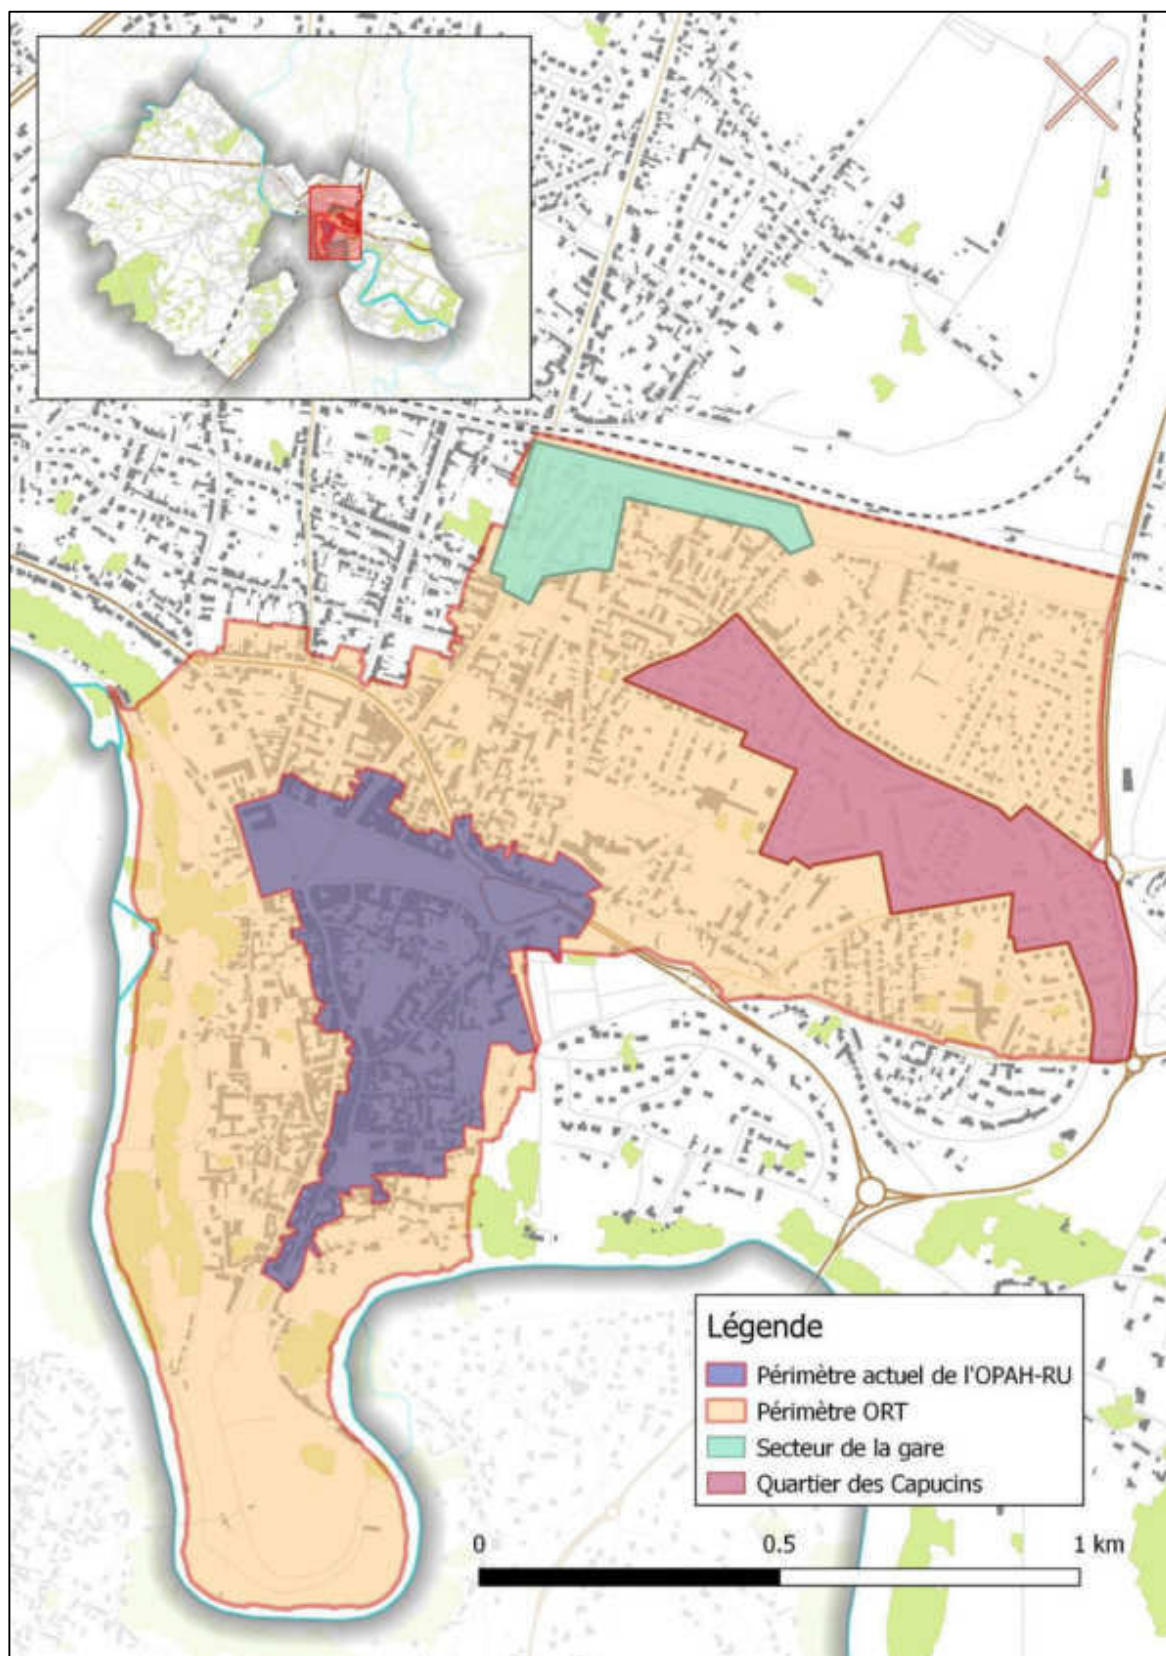 Légende
Périmètre actuel de l'OPAH-RU
Périmètre ORT
Secteur de la gare
Quartier des Capucins
0 0.5 1 km